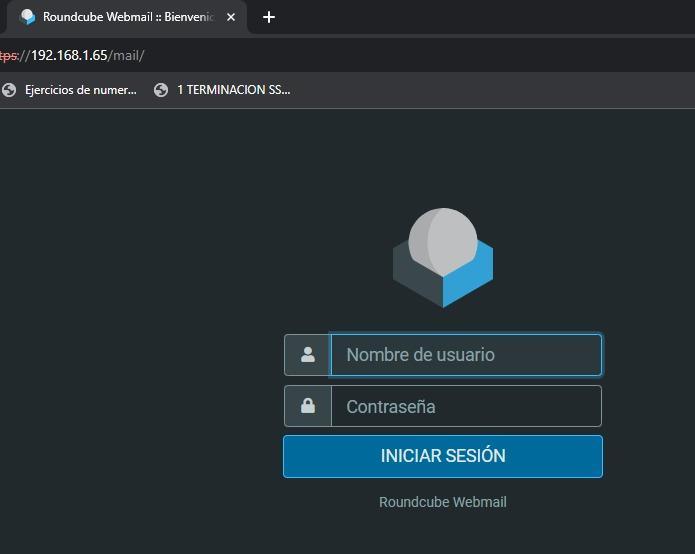 Roundcube Webmail :: Bienvenid
tps://192.168.1.65/mail/
Ejercicios de numer... 1 TERMINACION SS...
Nombre de usuario
Contraseña
INICIAR SESIÓN
Roundcube Webmail